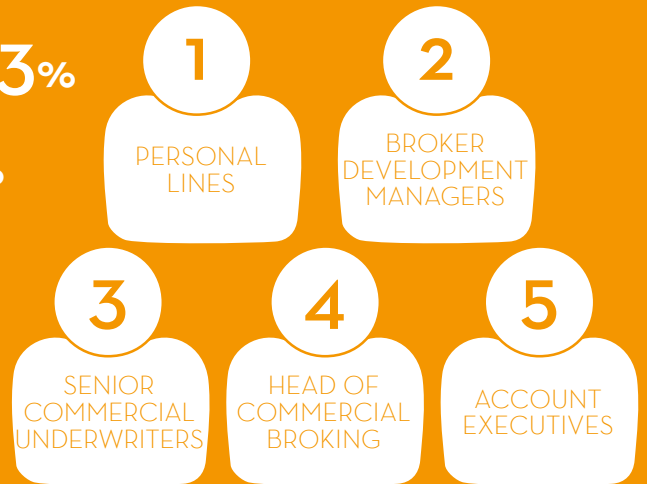 3%
1
2
PERSONAL
LINES
BROKER
DEVELOPMENT
MANAGERS
3
4
5
SENIOR
COMMERCIAL
UNDERWRITERS
HEAD OF
COMMERCIAL
BROKING
ACCOUNT
EXECUTIVES